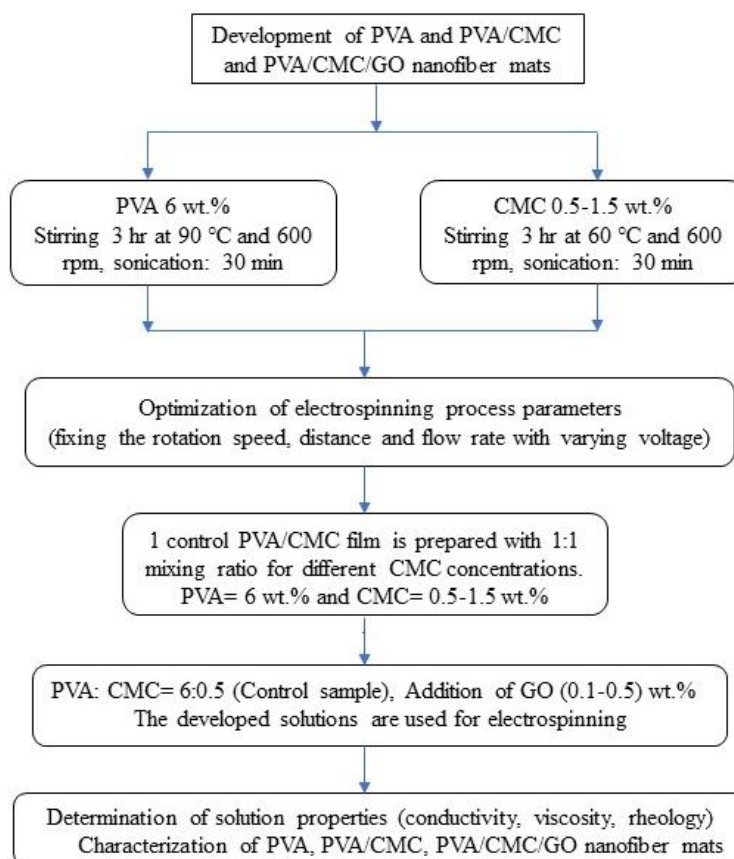 Development of PVA and PVA/CMC
and PVA/CMC/GO nanofiber mats
PVA 6 wt.%
Stirring 3 hr at 90 °C and 600
rpm, sonication: 30 min
CMC 0.5-1.5 wt.%
Stirring 3 hr at 60 °C and 600
rpm, sonication: 30 min
Optimization of electrospinning process parameters
(fixing the rotation speed, distance and flow rate with varying voltage)
1 control PVA/CMC film is prepared with 1:1
mixing ratio for different CMC concentrations.
PVA= 6 wt.% and CMC= 0.5-1.5 wt.%
PVA: CMC= 6:0.5 (Control sample), Addition of GO (0.1-0.5) wt.%
The developed solutions are used for electrospinning
Determination of solution properties (conductivity, viscosity, rheology)
Characterization of PVA, PVA/CMC, PVA/CMC/GO nanofiber mats